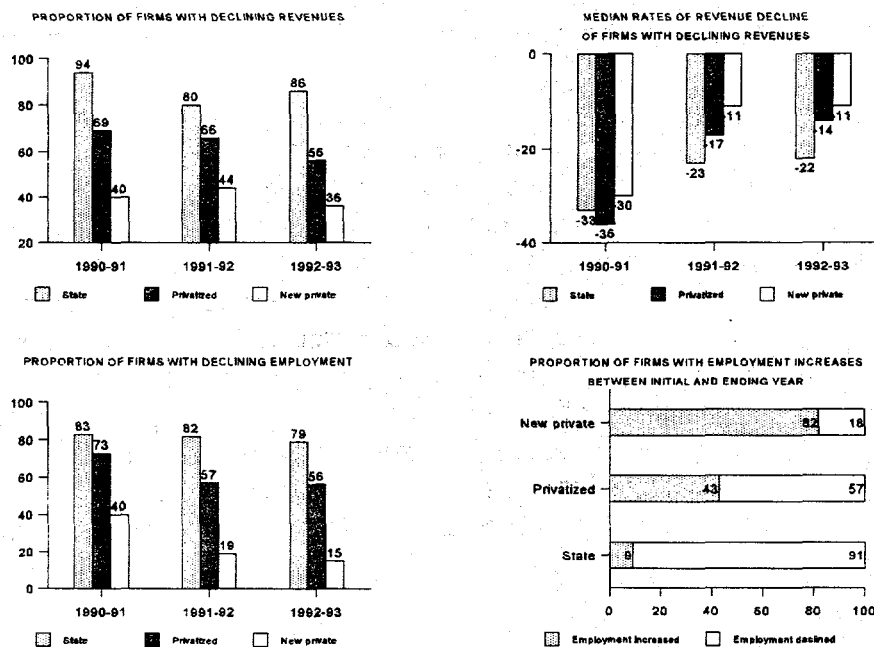 PROPORTION OF FIRMS WITH DECLINING REVENUES
100
80
60
40
20
94
69
40
80
66
44
86
56
36
1990-91 1991-92 1992-93
State Privatized New private
MEDIAN RATES OF REVENUE DECLINE
OF FIRMS WITH DECLINING REVENUES
0
-20
-40
-33
-36
-30
-23
-17
-11
-22
-14
-11
1990-91 1991-92 1992-93
State Privatized New private
PROPORTION OF FIRMS WITH DECLINING EMPLOYMENT
100
80
60
40
20
0
83
73
40
82
57
19
79
56
15
1990-91 1991-92 1992-93
State Privatized New private
PROPORTION OF FIRMS WITH EMPLOYMENT INCREASES
BETWEEN INITIAL AND ENDING YEAR
New private 82 18
Privatized 43 57
State 9 91
0 20 40 60 80 100
Employment increased Employment declined